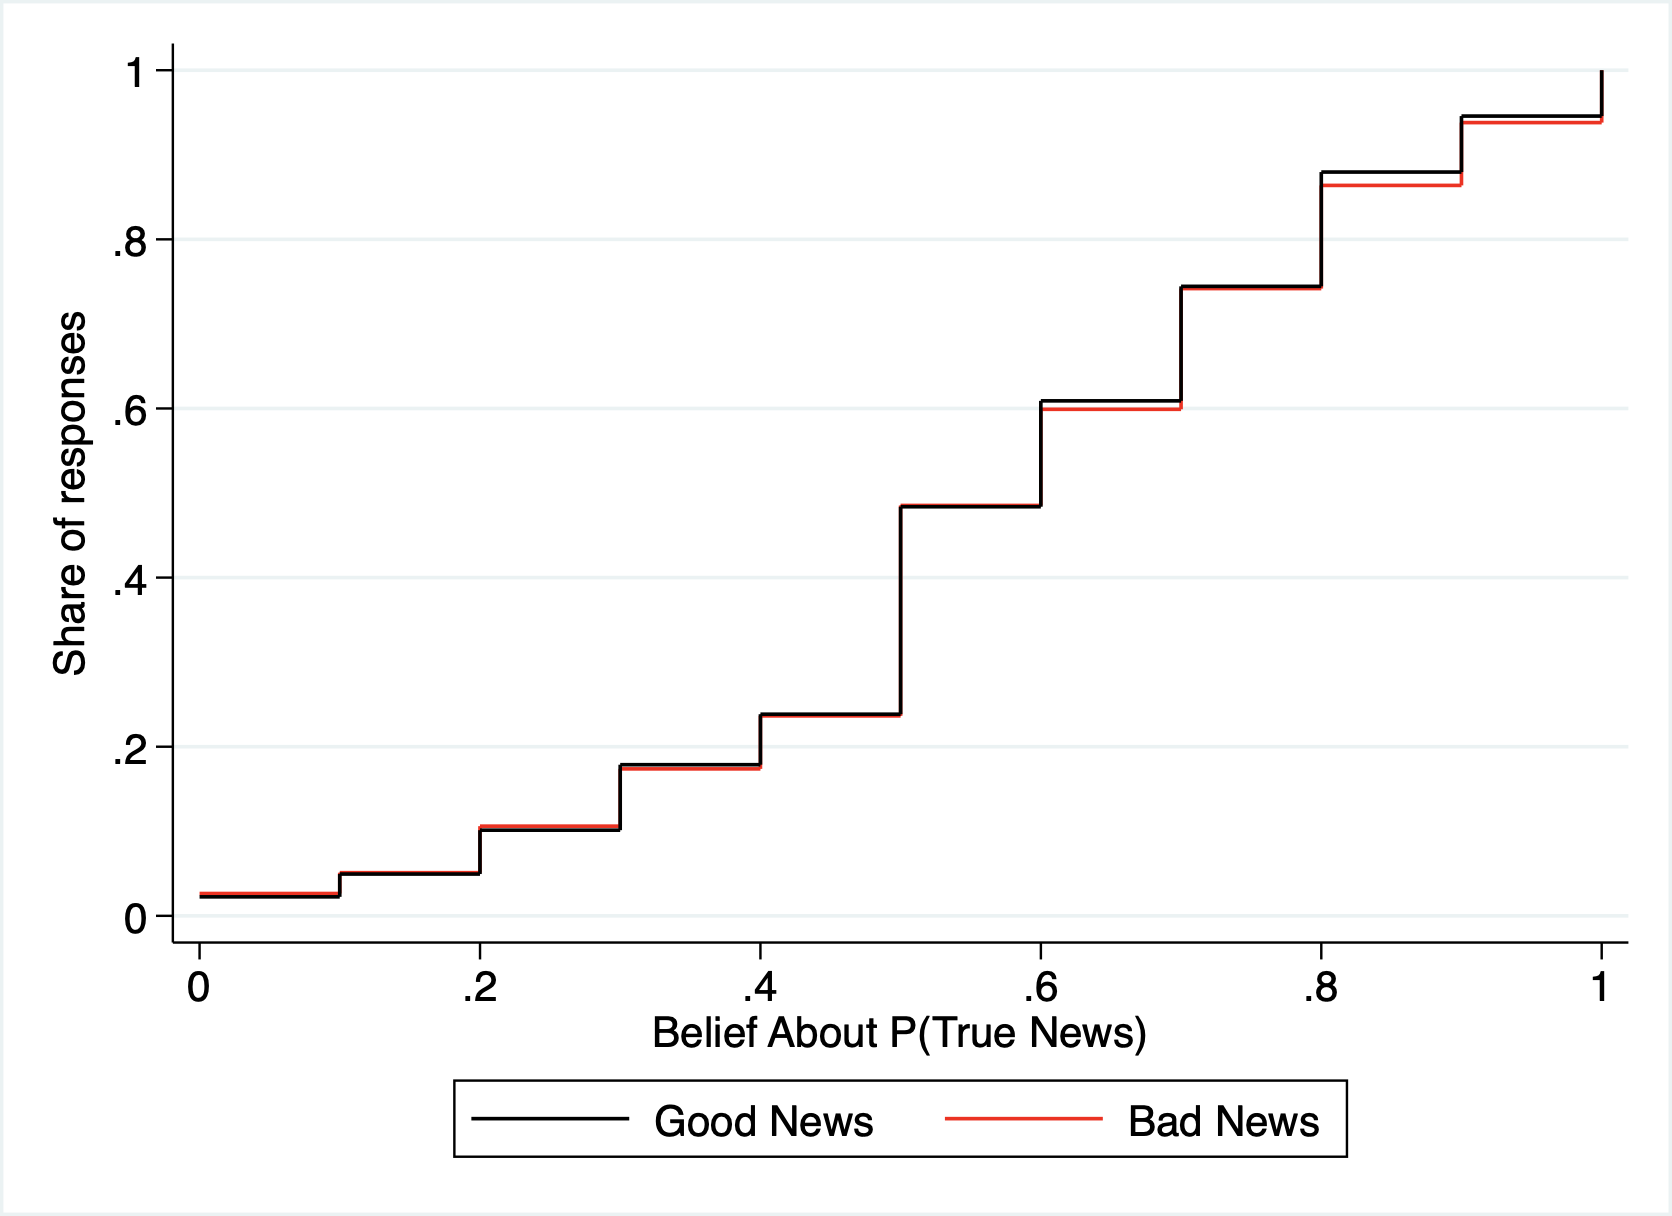 1
.8
.6
.4
.2
0
Share of responses
0 .2 .4 .6 .8 1
Belief About P(True News)
Good News Bad News